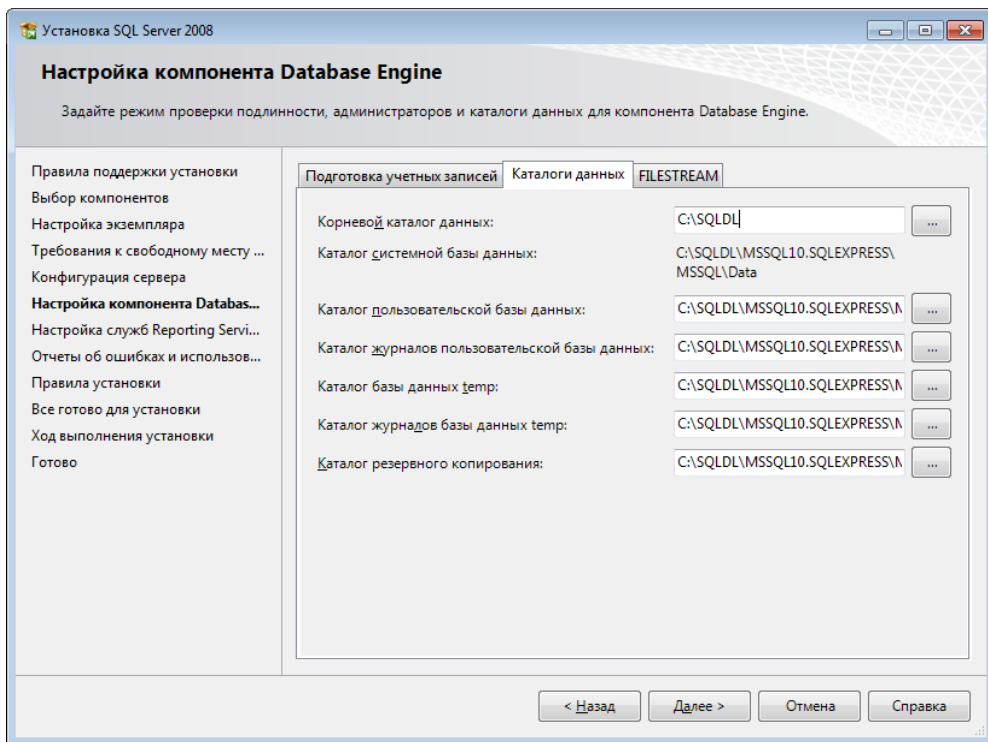 Установка SQL Server 2008
Настройка компонента Database Engine
Задайте режим проверки подлинности, администраторов и каталоги данных для компонента Database Engine.
Правила поддержки установки
Выбор компонентов
Настройка экземпляра
Требования к свободному месту ...
Конфигурация сервера
Настройка компонента Databas...
Настройка служб Reporting Servi...
Отчеты об ошибках и использов...
Правила установки
Все готово для установки
Ход выполнения установки
Готово
Подготовка учетных записей Каталоги данных FILESTREAM
Корневой каталог данных: C:\SQLDL ...
Каталог системной базы данных: C:\SQLDL\MSSQL10.SQLEXPRESS\
MSSQL\Data
Каталог пользовательской базы данных: C:\SQLDL\MSSQL10.SQLEXPRESS\M ...
Каталог журналов пользовательской базы данных: C:\SQLDL\MSSQL10.SQLEXPRESS\M ...
Каталог базы данных temp: C:\SQLDL\MSSQL10.SQLEXPRESS\M ...
Каталог журналов базы данных temp: C:\SQLDL\MSSQL10.SQLEXPRESS\M ...
Каталог резервного копирования: C:\SQLDL\MSSQL10.SQLEXPRESS\M ...
< Назад Далее > Отмена Справка